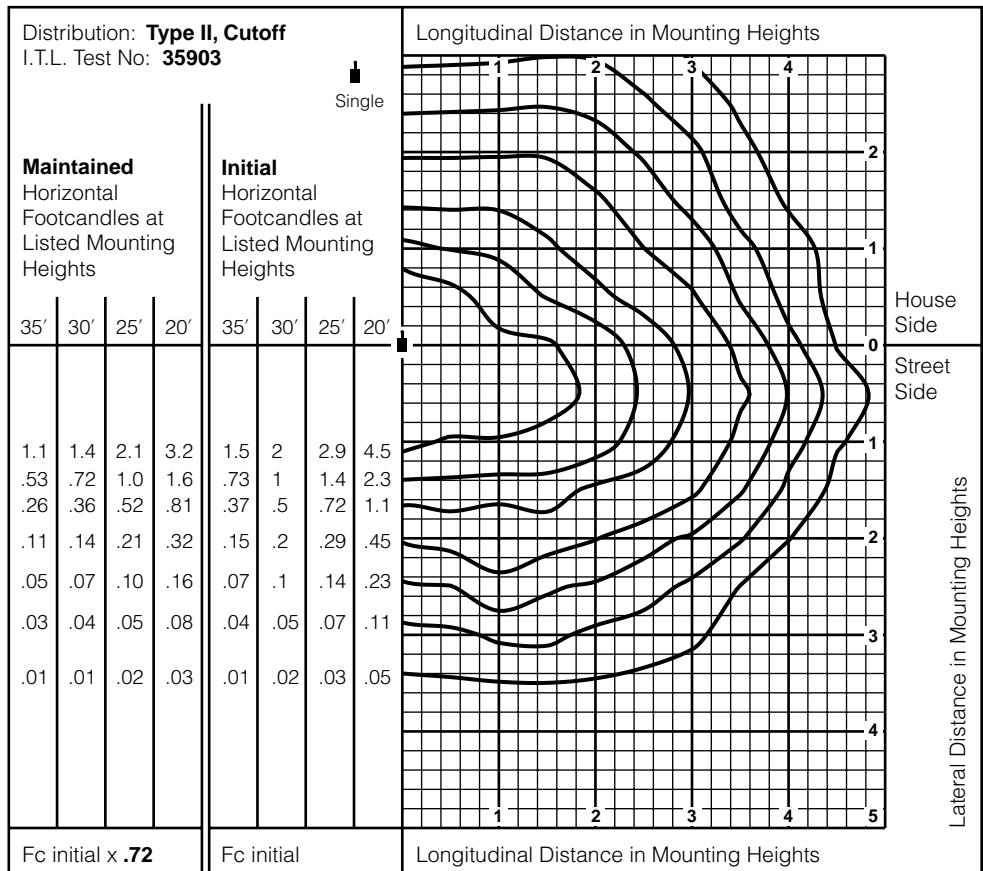 Distribution: Type II, Cutoff
I.T.L. Test No: 35903
Single
Longitudinal Distance in Mounting Heights
1 2 3 4
2
1
0
1
2
3
4
1 2 3 4 5
House
Side
Street
Side
Lateral Distance in Mounting Heights
Maintained
Horizontal
Footcandles at
Listed Mounting
Heights
Initial
Horizontal
Footcandles at
Listed Mounting
Heights
35′ 30′ 25′ 20′ 35′ 30′ 25′ 20′
1.1 1.4 2.1 3.2 1.5 2 2.9 4.5
.53 .72 1.0 1.6 .73 1 1.4 2.3
.26 .36 .52 .81 .37 .5 .72 1.1
.11 .14 .21 .32 .15 .2 .29 .45
.05 .07 .10 .16 .07 .1 .14 .23
.03 .04 .05 .08 .04 .05 .07 .11
.01 .01 .02 .03 .01 .02 .03 .05
Fc initial x .72
Fc initial
Longitudinal Distance in Mounting Heights